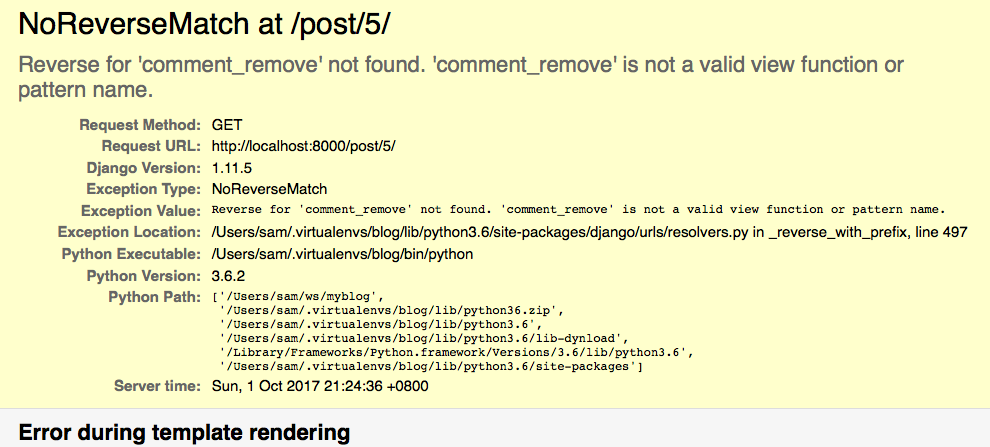 NoReverseMatch at /post/5/
Reverse for 'comment_remove' not found. 'comment_remove' is not a valid view function or
pattern name.
Request Method: GET
Request URL: http://localhost:8000/post/5/
Django Version: 1.11.5
Exception Type: NoReverseMatch
Exception Value: Reverse for 'comment_remove' not found. 'comment_remove' is not a valid view function or pattern name.
Exception Location: /Users/sam/.virtualenvs/blog/lib/python3.6/site-packages/django/urls/resolvers.py in _reverse_with_prefix, line 497
Python Executable: /Users/sam/.virtualenvs/blog/bin/python
Python Version: 3.6.2
Python Path: ['/Users/sam/ws/myblog',
'/Users/sam/.virtualenvs/blog/lib/python36.zip',
'/Users/sam/.virtualenvs/blog/lib/python3.6',
'/Users/sam/.virtualenvs/blog/lib/python3.6/lib-dynload',
'/Library/Frameworks/Python.framework/Versions/3.6/lib/python3.6',
'/Users/sam/.virtualenvs/blog/lib/python3.6/site-packages']
Server time: Sun, 1 Oct 2017 21:24:36 +0800
Error during template rendering